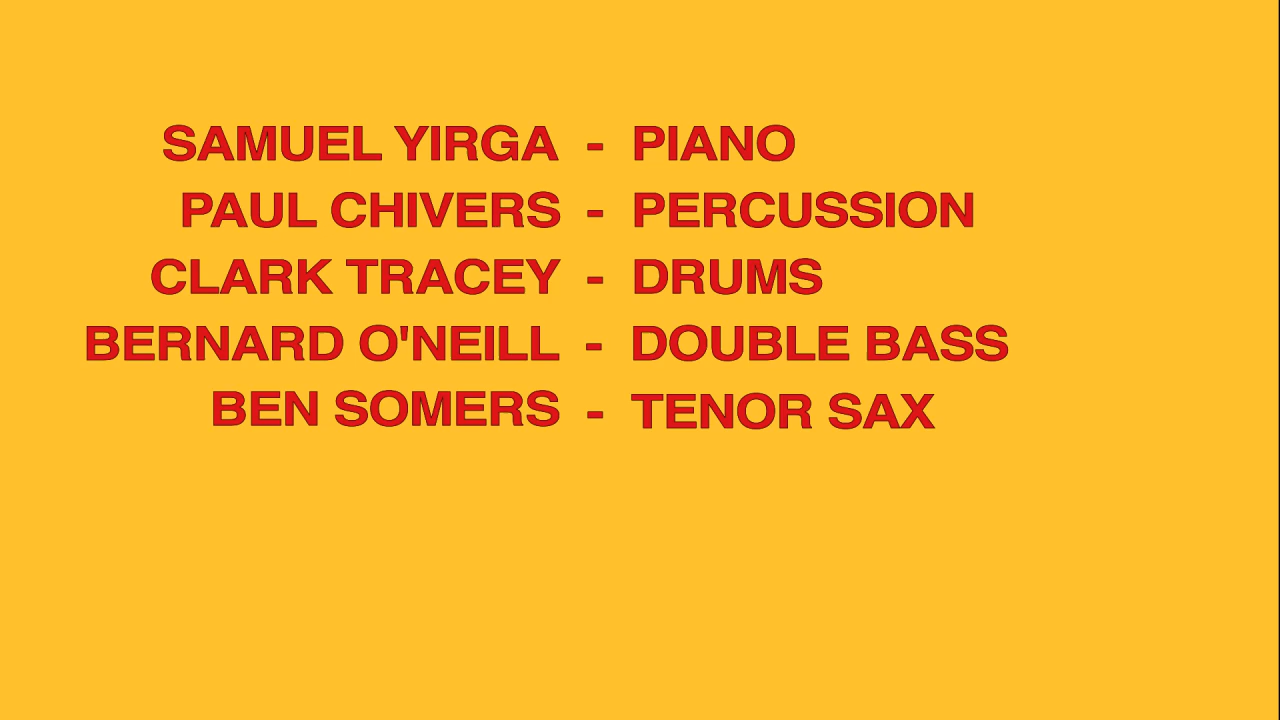 SAMUEL YIRGA - PIANO
PAUL CHIVERS - PERCUSSION
CLARK TRACEY - DRUMS
BERNARD O'NEILL - DOUBLE BASS
BEN SOMERS - TENOR SAX